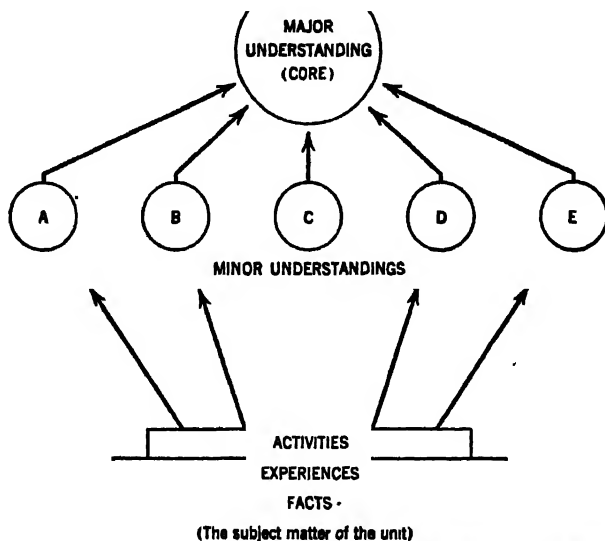 MAJOR
UNDERSTANDING
(CORE)
A B C D E
MINOR UNDERSTANDINGS
ACTIVITIES
EXPERIENCES
FACTS
(The subject matter of the unit)